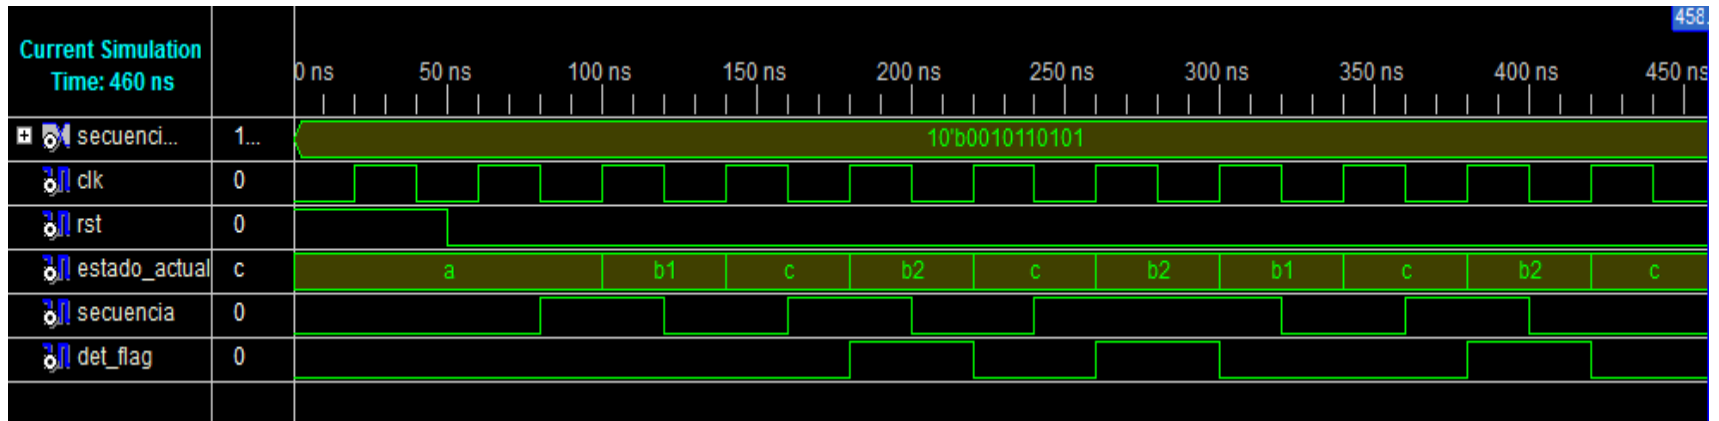 458.
Current Simulation
Time: 460 ns
0 ns 50 ns 100 ns 150 ns 200 ns 250 ns 300 ns 350 ns 400 ns 450 ns
secuenci... 1... 10'b0010110101
clk 0
rst 0
estado_actual c a b1 c b2 c b2 b1 c b2 c
secuencia 0
det_flag 0